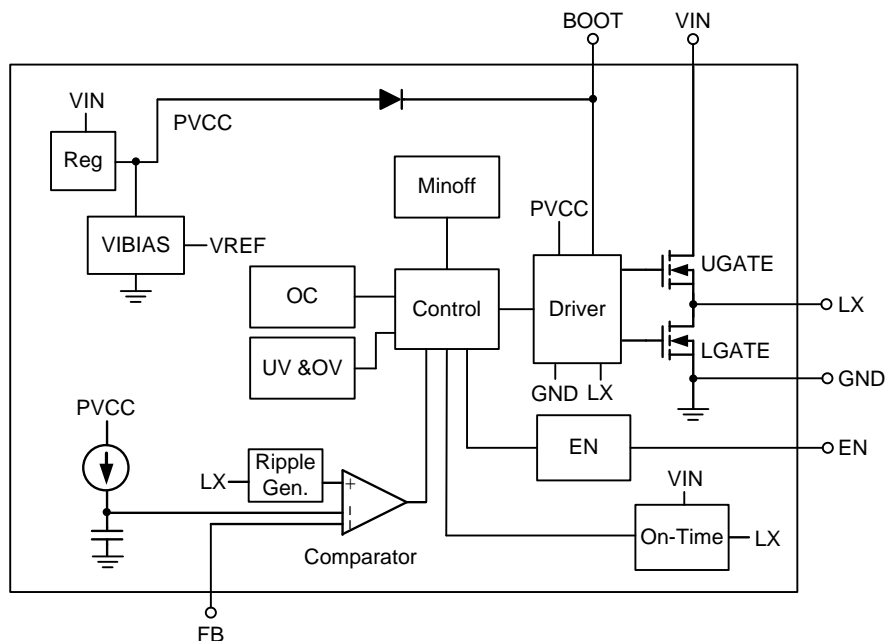 BOOT
VIN
VIN
PVCC
Reg
Minoff
PVCC
VIBIAS
VREF
UGATE
OC
Control
Driver
LX
LGATE
UV &OV
GND
LX
GND
PVCC
EN
EN
LX
Ripple
Gen.
+
VIN
-
-
On-Time
LX
Comparator
FB